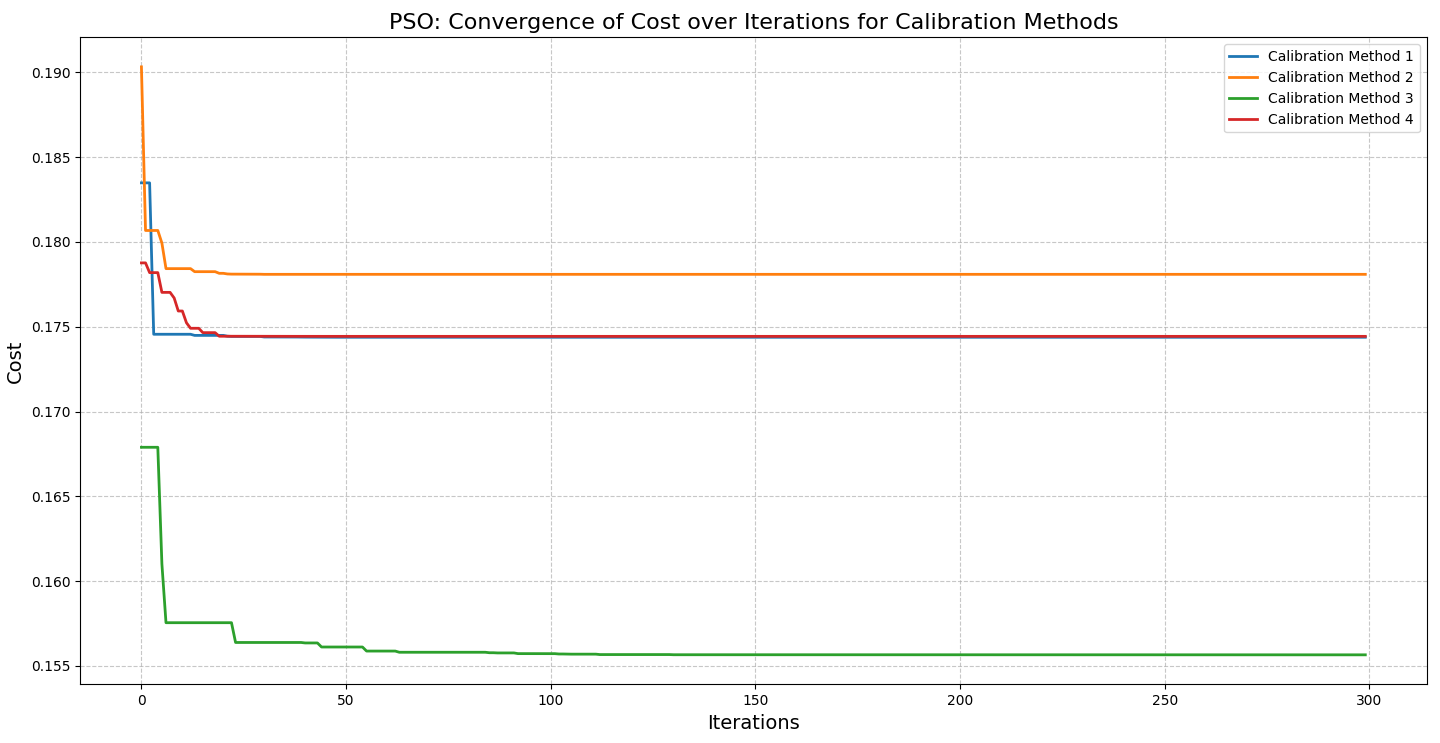 PSO: Convergence of Cost over Iterations for Calibration Methods
Calibration Method 1
Calibration Method 2
Calibration Method 3
Calibration Method 4
0.190
0.185
0.180
0.175
0.170
0.165
0.160
0.155
Cost
0 50 100 150 200 250 300
Iterations